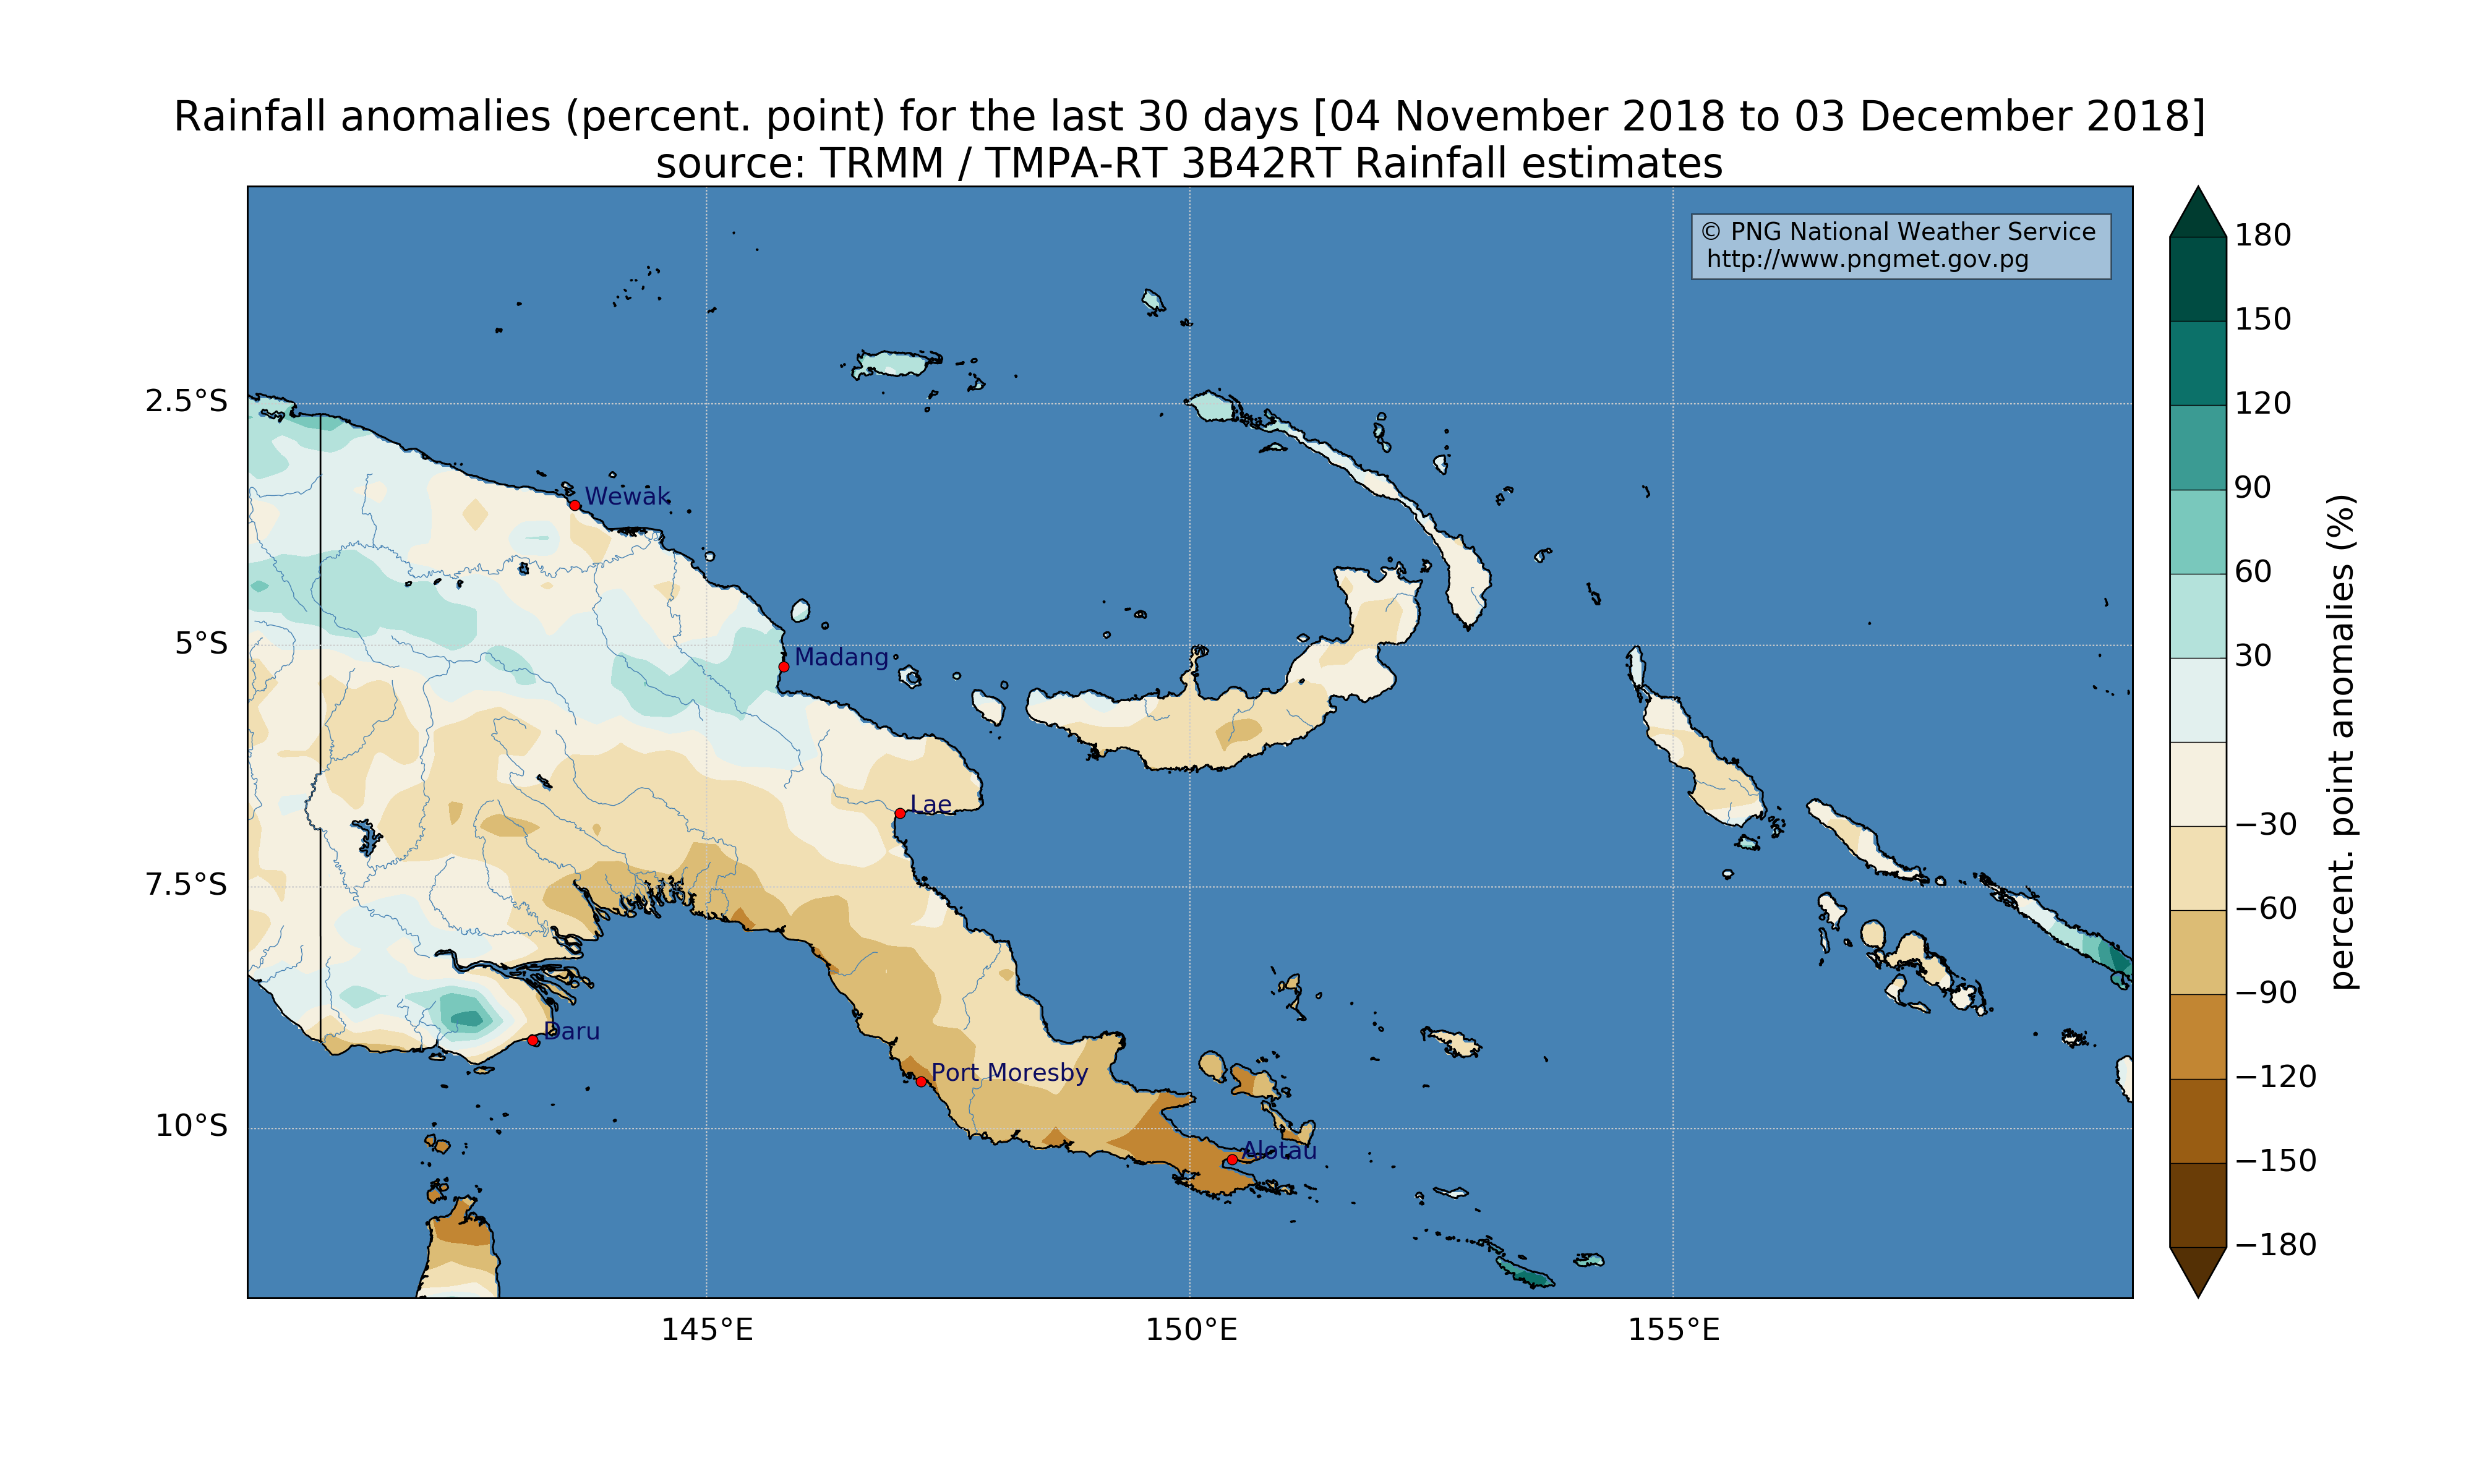 Rainfall anomalies (percent. point) for the last 30 days [04 November 2018 to 03 December 2018]
source: TRMM / TMPA-RT 3B42RT Rainfall estimates
© PNG National Weather Service
http://www.pngmet.gov.pg
2.5°S
5°S
7.5°S
10°S
145°E
150°E
155°E
Wewak
Madang
Lae
Daru
Port Moresby
Alotau
180
150
120
90
60
30
−30
−60
−90
−120
−150
−180
percent. point anomalies (%)